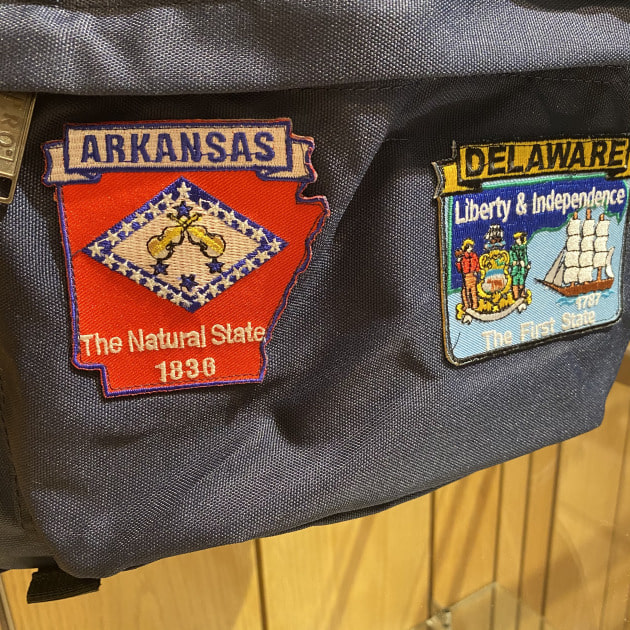 ARKANSAS
The Natural State
1836
DELAWARE
Liberty & Independence
1787
The First State